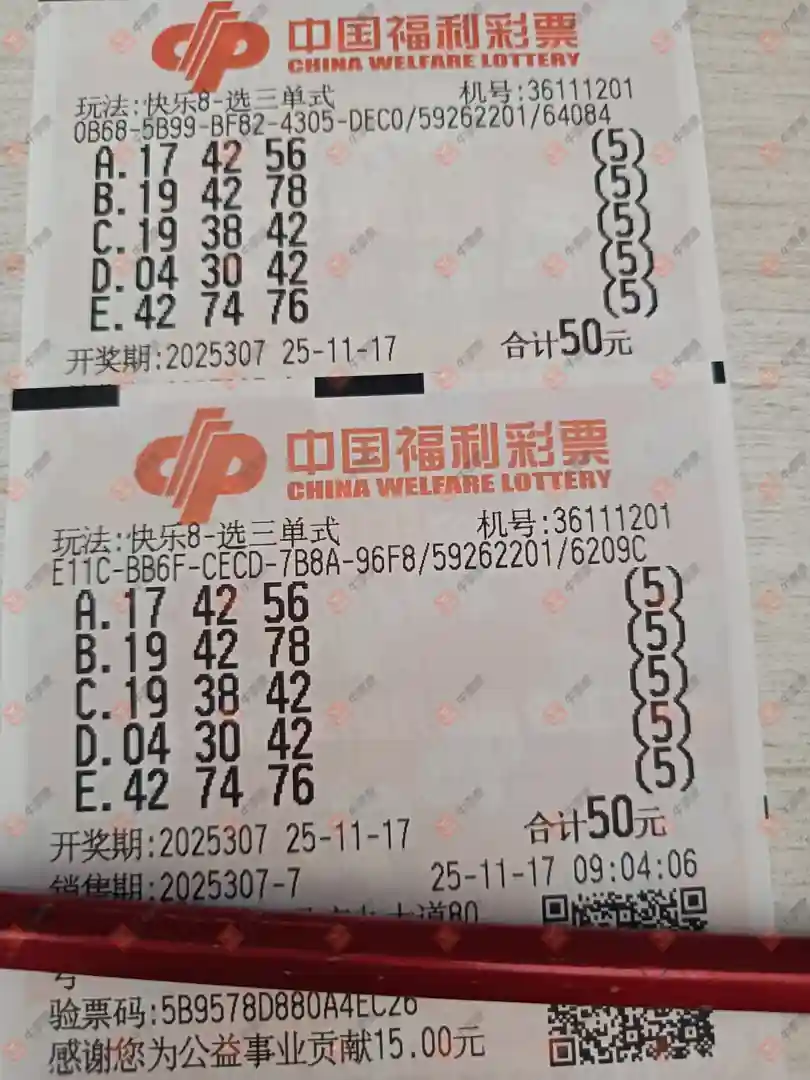 中国福利彩票
CHINA WELFARE LOTTERY
玩法:快乐8-选三单式 机号:36111201
0B68-5B99-BF82-4305-DEC0/59262201/64084
A.17 42 56 (5)
B.19 42 78 (5)
C.19 38 42 (5)
D.04 30 42 (5)
E.42 74 76 (5)
开奖期:2025307 25-11-17 合计50元
中国福利彩票
CHINA WELFARE LOTTERY
玩法:快乐8-选三单式 机号:36111201
E11C-BB6F-CECD-7B8A-96F8/59262201/6209C
A.17 42 56 (5)
B.19 42 78 (5)
C.19 38 42 (5)
D.04 30 42 (5)
E.42 74 76 (5)
开奖期:2025307 25-11-17 合计50元
销售期:2025307-7 25-11-17 09:04:06
大道80
号
验票码:5B9578D880A4EC26
感谢您为公益事业贡献15.00元